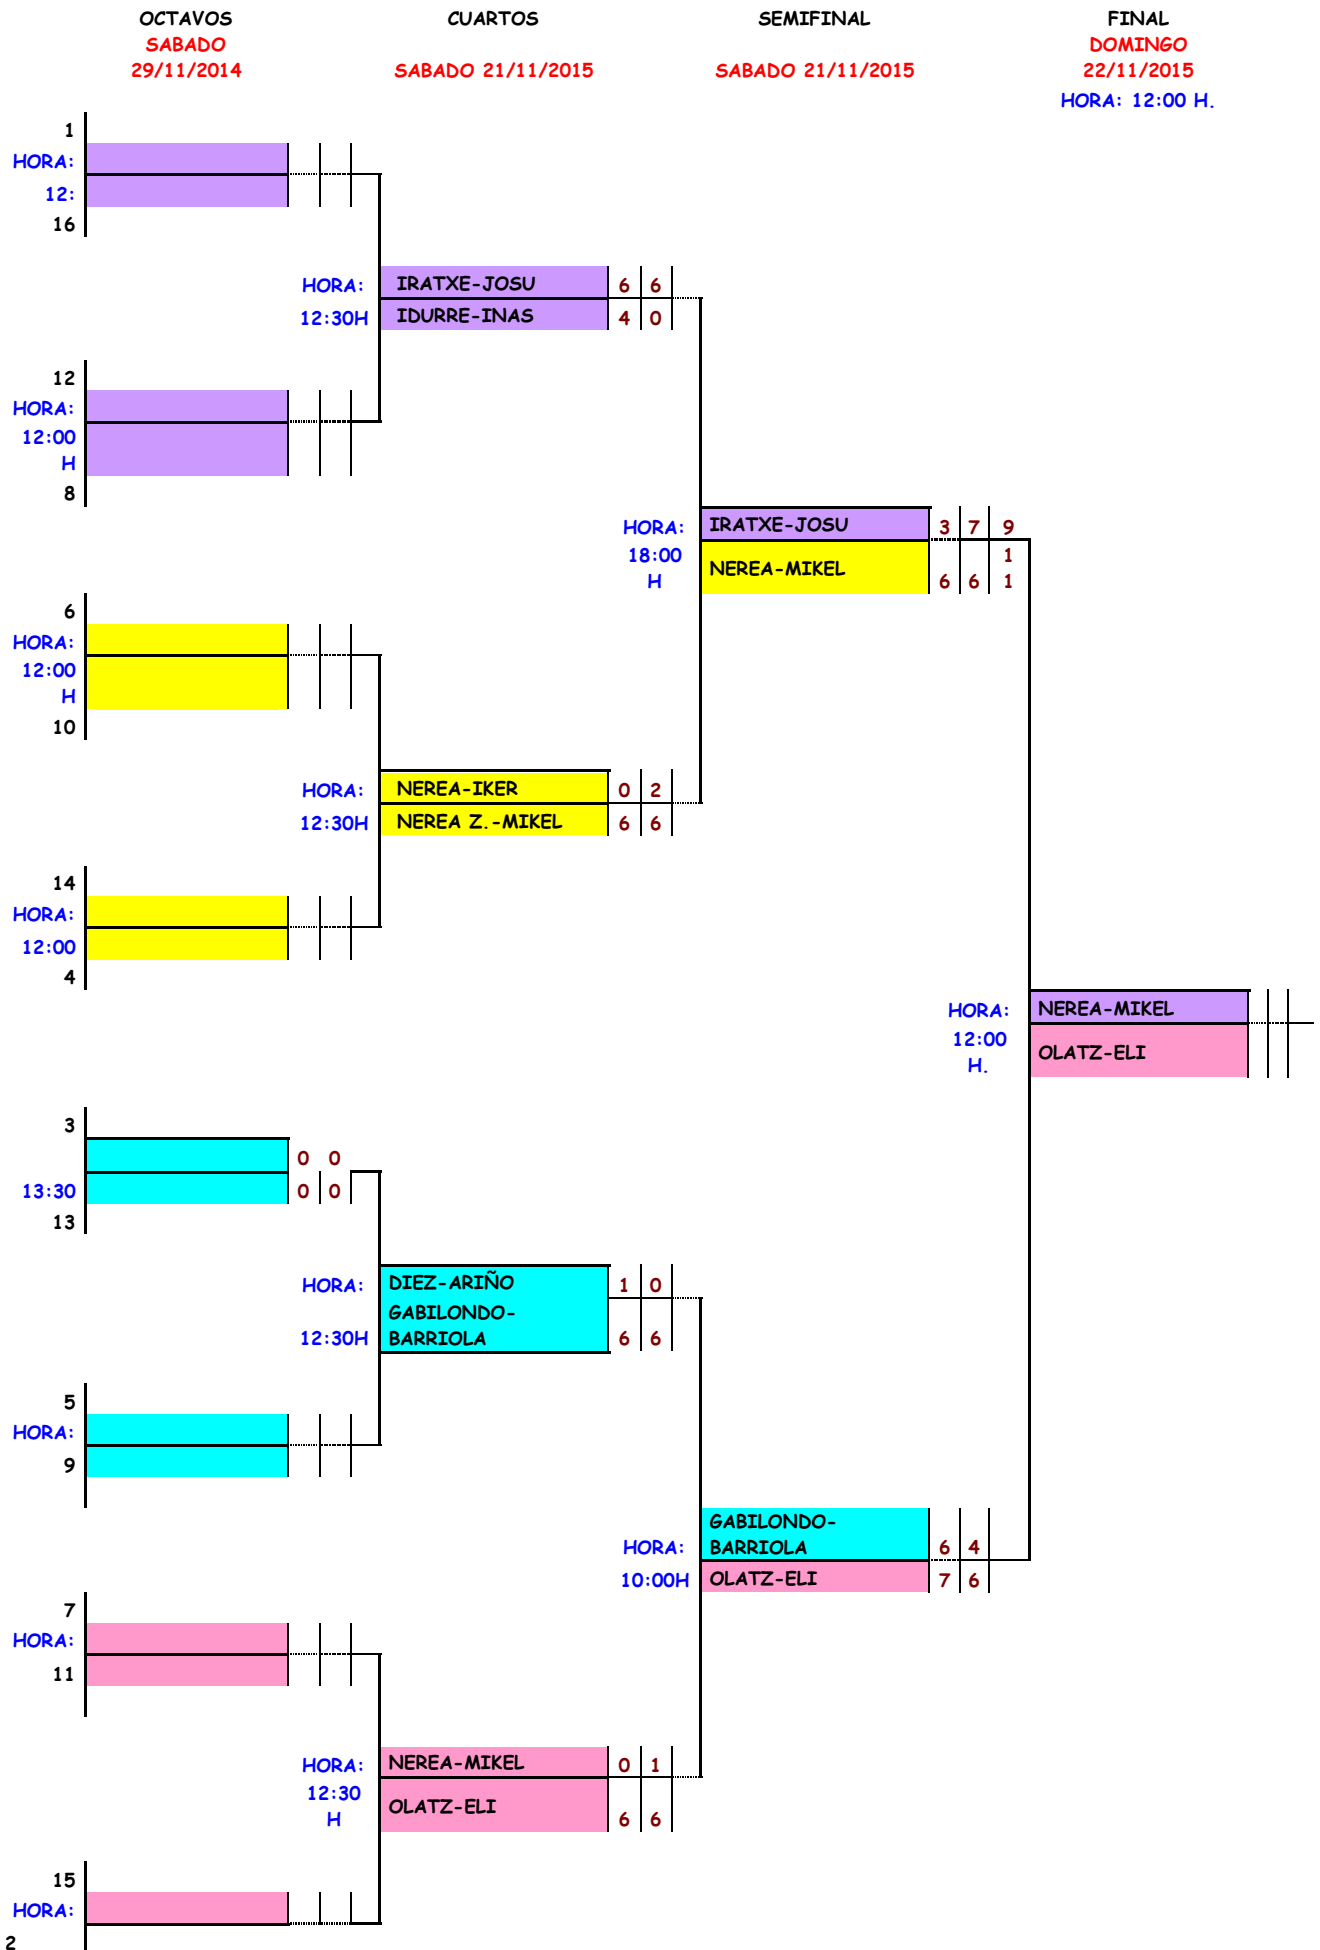 OCTAVOS CUARTOS SEMIFINAL FINAL
SABADO DOMINGO
29/11/2014 SABADO 21/11/2015 SABADO 21/11/2015 22/11/2015
HORA: 12:00 H.
1
HORA:
12:
16
HORA: IRATXE-JOSU 6 6
12:30H IDURRE-INAS 4 0
12
HORA:
12:00
H
8
HORA: IRATXE-JOSU 3 7 9
18:00 1
H NEREA-MIKEL 6 6 1
6
HORA:
12:00
H
10
HORA: NEREA-IKER 0 2
12:30H NEREA Z.-MIKEL 6 6
14
HORA:
12:00
4
HORA: NEREA-MIKEL
12:00
H. OLATZ-ELI
3
0 0
13:30 0 0
13
HORA: DIEZ-ARIÑO 1 0
GABILONDO-
12:30H BARRIOLA 6 6
5
HORA:
9
GABILONDO-
HORA: BARRIOLA 6 4
10:00H OLATZ-ELI 7 6
7
HORA:
11
HORA: NEREA-MIKEL 0 1
12:30
H OLATZ-ELI 6 6
15
HORA:
2